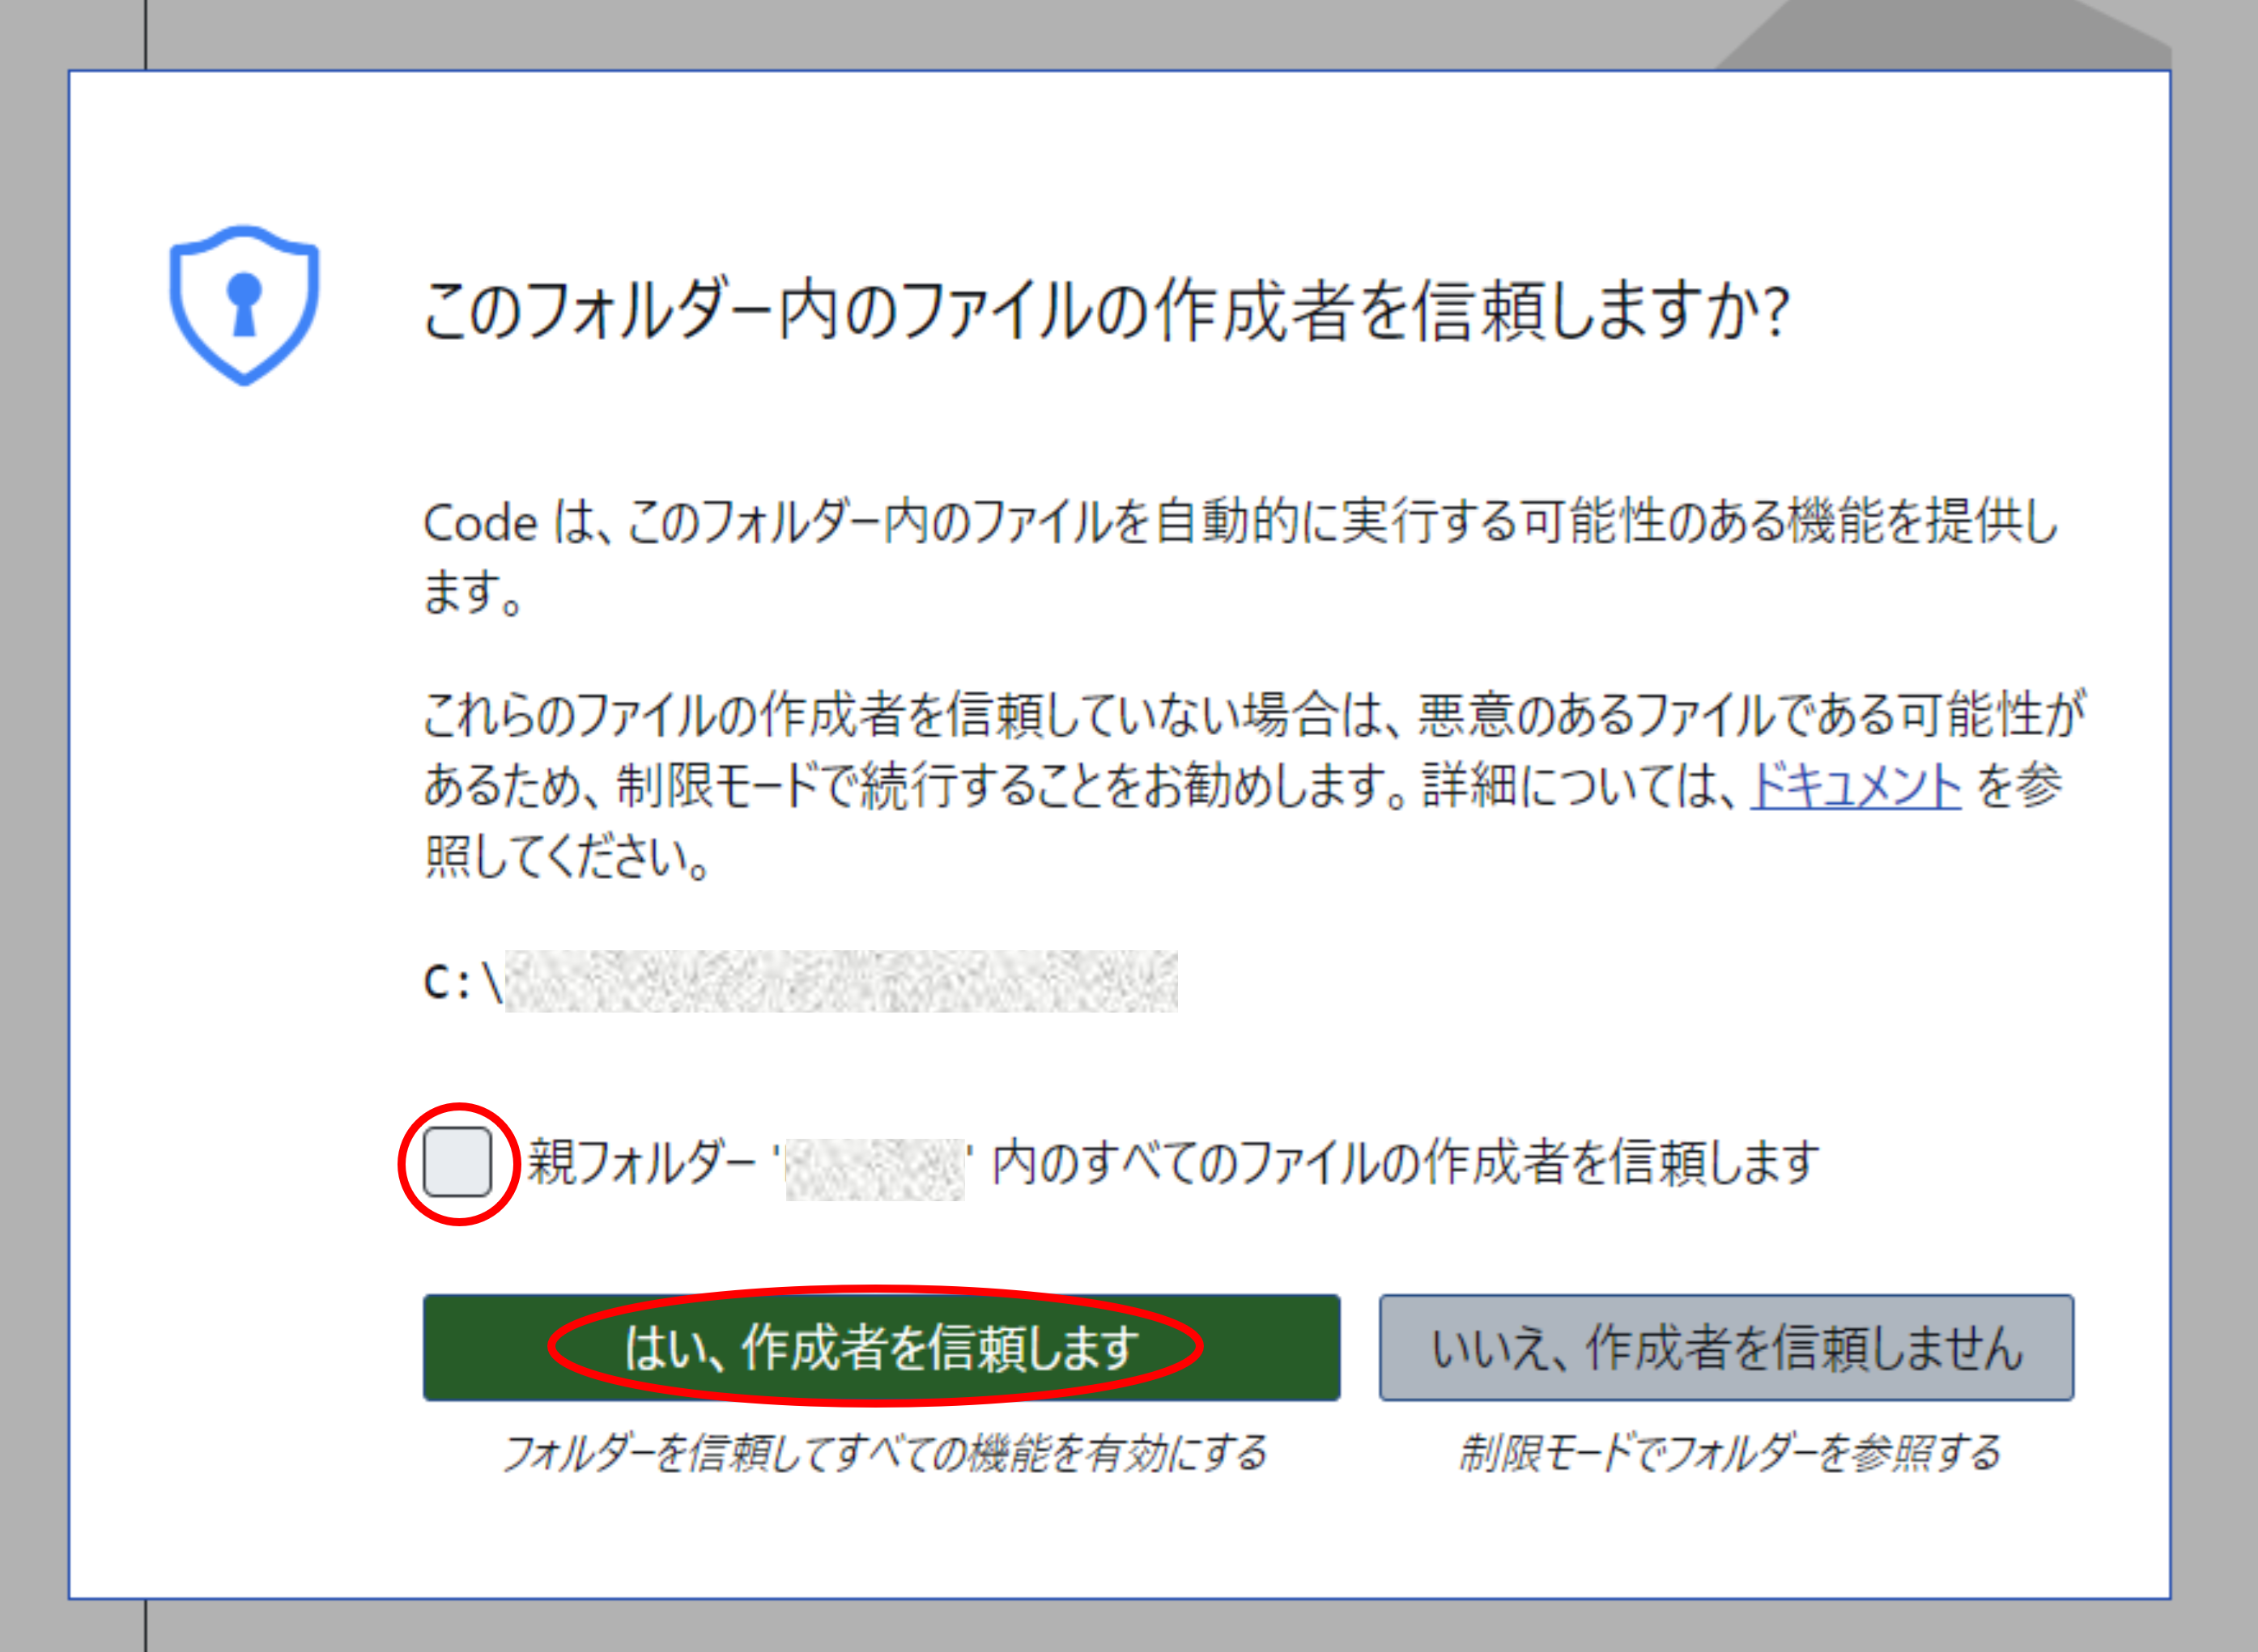 このフォルダー内のファイルの作成者を信頼しますか?
Code は、このフォルダー内のファイルを自動的に実行する可能性のある機能を提供し
ます。
これらのファイルの作成者を信頼していない場合は、悪意のあるファイルである可能性が
あるため、制限モードで続行することをお勧めします。詳細については、ドキュメント を参
照してください。
C:\
親フォルダー '' 内のすべてのファイルの作成者を信頼します
はい、作成者を信頼します
いいえ、作成者を信頼しません
フォルダーを信頼してすべての機能を有効にする
制限モードでフォルダーを参照する